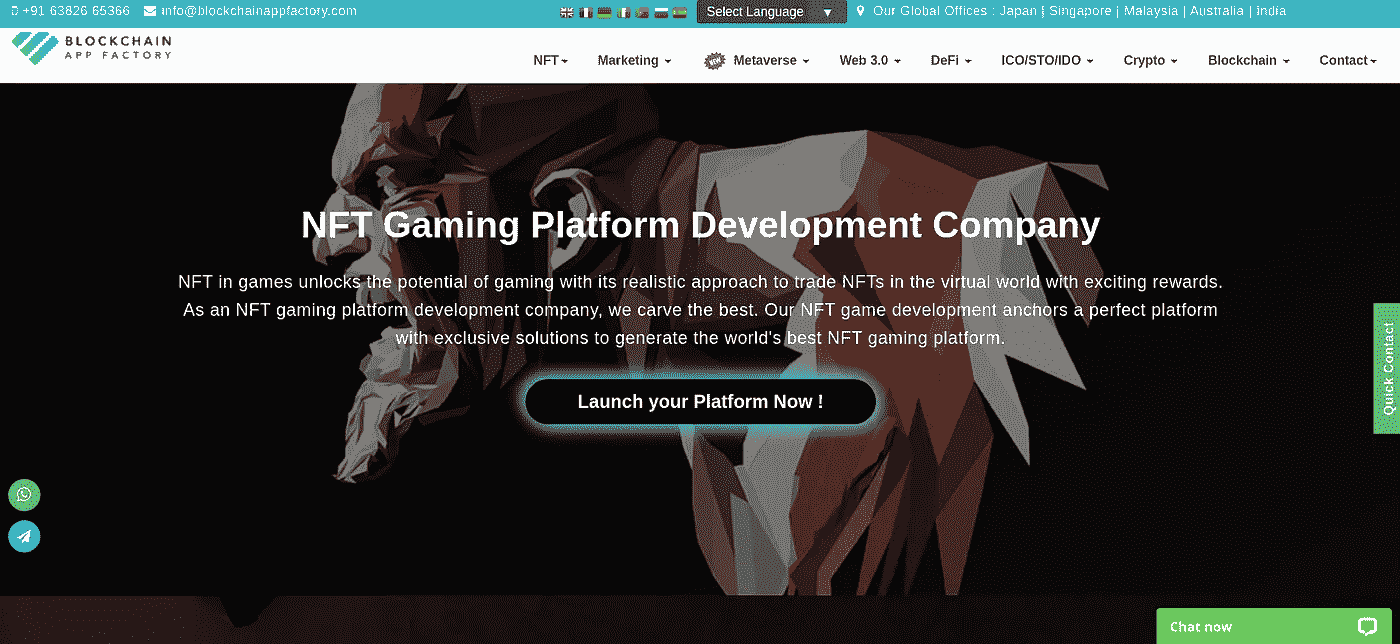 +91 63826 65366 info@blockchainappfactory.com Select Language ▼ Our Global Offices : Japan | Singapore | Malaysia | Australia | India
BLOCKCHAIN
APP FACTORY
NFT Marketing Metaverse Web 3.0 DeFi ICO/STO/IDO Crypto Blockchain Contact
NFT Gaming Platform Development Company
NFT in games unlocks the potential of gaming with its realistic approach to trade NFTs in the virtual world with exciting rewards.
As an NFT gaming platform development company, we carve the best. Our NFT game development anchors a perfect platform
with exclusive solutions to generate the world's best NFT gaming platform.
Launch your Platform Now !
Quick Contact
Chat now